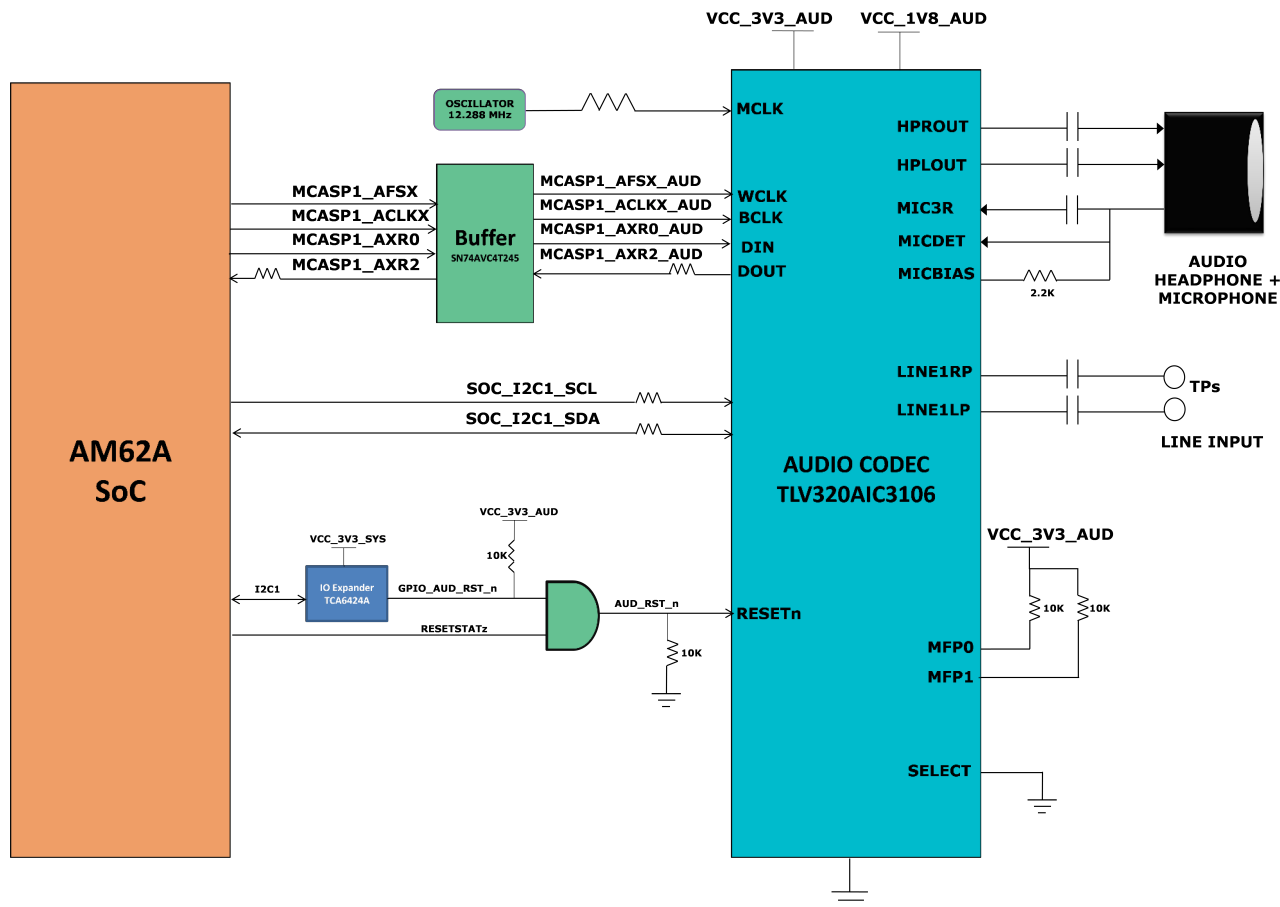 VCC_3V3_AUD
VCC_1V8_AUD
OSCILLATOR
12.288 MHz
MCLK
HPROUT
HPLOUT
MCASP1_AFSX
MCASP1_ACLKX
MCASP1_AXR0
MCASP1_AXR2
Buffer
SN74AVC4T245
MCASP1_AFSX_AUD
MCASP1_ACLKX_AUD
MCASP1_AXR0_AUD
MCASP1_AXR2_AUD
WCLK
BCLK
DIN
DOUT
MIC3R
MICDET
MICBIAS
2.2K
AUDIO
HEADPHONE +
MICROPHONE
LINE1RP
LINE1LP
TPs
LINE INPUT
SOC_I2C1_SCL
SOC_I2C1_SDA
AM62A
SoC
AUDIO CODEC
TLV320AIC3106
VCC_3V3_AUD
10K
VCC_3V3_SYS
I2C1
IO Expander
TCA6424A
GPIO_AUD_RST_n
RESETSTATz
AUD_RST_n
10K
RESETn
VCC_3V3_AUD
10K
10K
MFP0
MFP1
SELECT